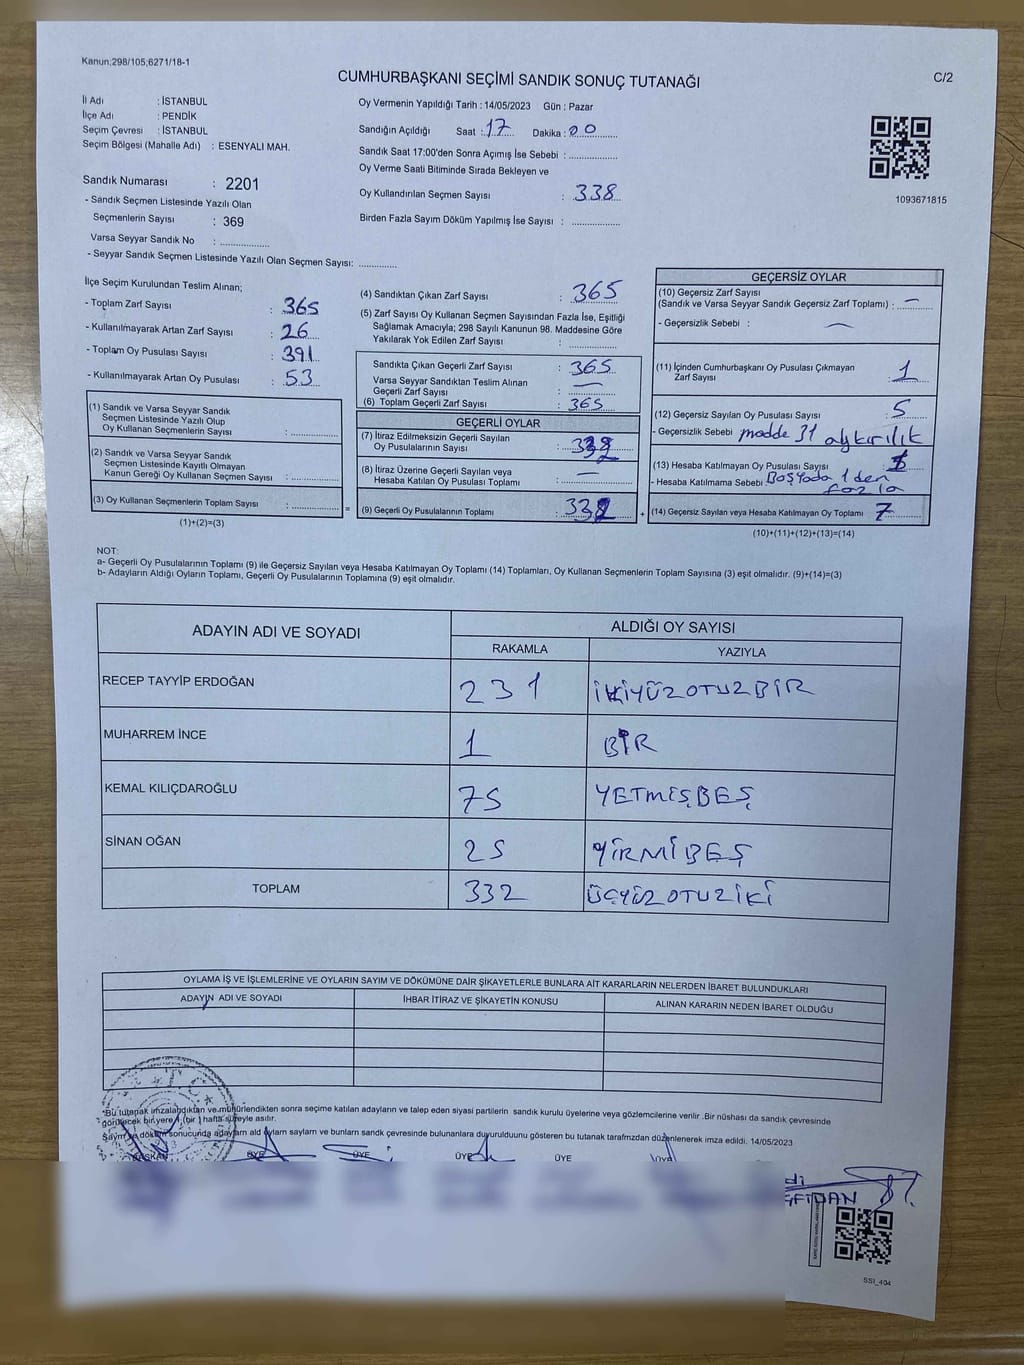 Kanun;298/105;6271/18-1
C/2
CUMHURBAŞKANI SEÇİMİ SANDIK SONUÇ TUTANAĞI
İl Adı : İSTANBUL
İlçe Adı : PENDİK
Seçim Çevresi : İSTANBUL
Seçim Bölgesi (Mahalle Adı) : ESENYALI MAH.
Sandık Numarası : 2201
- Sandık Seçmen Listesinde Yazılı Olan
Seçmenlerin Sayısı : 369
Varsa Seyyar Sandık No : ................
- Seyyar Sandık Seçmen Listesinde Yazılı Olan Seçmen Sayısı: .............
Oy Vermenin Yapıldığı Tarih : 14/05/2023 Gün : Pazar
Sandığın Açıldığı Saat : 17 Dakika : 00
Sandık Saat 17:00'den Sonra Açımış İse Sebebi : ................
Oy Verme Saati Bitiminde Sırada Bekleyen ve
Oy Kullandırılan Seçmen Sayısı : 338
Birden Fazla Sayım Döküm Yapılmış İse Sayısı : ................
1093671815
İlçe Seçim Kurulundan Teslim Alınan;
- Toplam Zarf Sayısı : 365
- Kullanılmayarak Artan Zarf Sayısı : 26
- Toplam Oy Pusulası Sayısı : 391
- Kullanılmayarak Artan Oy Pusulası : 53
(1) Sandık ve Varsa Seyyar Sandık
Seçmen Listesinde Yazılı Olup
Oy Kullanan Seçmenlerin Sayısı : ................
(2) Sandık ve Varsa Seyyar Sandık
Seçmen Listesinde Kayıtlı Olmayan
Kanun Gereği Oy Kullanan Seçmen Sayısı : ................
(3) Oy Kullanan Seçmenlerin Toplam Sayısı : ................ =
(1)+(2)=(3)
(4) Sandıktan Çıkan Zarf Sayısı : 365
(5) Zarf Sayısı Oy Kullanan Seçmen Sayısından Fazla İse, Eşitliği
Sağlamak Amacıyla; 298 Sayılı Kanunun 98. Maddesine Göre
Yakılarak Yok Edilen Zarf Sayısı : ................
Sandıkta Çıkan Geçerli Zarf Sayısı : 365
Varsa Seyyar Sandıktan Teslim Alınan
Geçerli Zarf Sayısı : —
(6) Toplam Geçerli Zarf Sayısı : 365
GEÇERLİ OYLAR
(7) İtiraz Edilmeksizin Geçerli Sayılan
Oy Pusulalarının Sayısı : 332
(8) İtiraz Üzerine Geçerli Sayılan veya
Hesaba Katılan Oy Pusulası Toplamı : —
(9) Geçerli Oy Pusulalarının Toplamı : 332 +
GEÇERSİZ OYLAR
(10) Geçersiz Zarf Sayısı
(Sandık ve Varsa Seyyar Sandık Geçersiz Zarf Toplamı) : —
- Geçersizlik Sebebi : —
(11) İçinden Cumhurbaşkanı Oy Pusulası Çıkmayan
Zarf Sayısı : 1
(12) Geçersiz Sayılan Oy Pusulası Sayısı : 5
- Geçersizlik Sebebi madde 31 aykırılık
(13) Hesaba Katılmayan Oy Pusulası Sayısı : 1
- Hesaba Katılmama Sebebi Boşyada 1den
fazla
(14) Geçersiz Sayılan veya Hesaba Katılmayan Oy Toplamı 7
(10)+(11)+(12)+(13)=(14)
NOT:
a- Geçerli Oy Pusulalarının Toplamı (9) ile Geçersiz Sayılan veya Hesaba Katılmayan Oy Toplamı (14) Toplamları, Oy Kullanan Seçmenlerin Toplam Sayısına (3) eşit olmalıdır. (9)+(14)=(3)
b- Adayların Aldığı Oyların Toplamı, Geçerli Oy Pusulalarının Toplamına (9) eşit olmalıdır.
ADAYIN ADI VE SOYADI ALDIĞI OY SAYISI
RAKAMLA YAZIYLA
RECEP TAYYİP ERDOĞAN 231 İKİYÜZOTUZBİR
MUHARREM İNCE 1 BİR
KEMAL KILIÇDAROĞLU 75 YETMİŞBEŞ
SİNAN OĞAN 25 YİRMİBEŞ
TOPLAM 332 ÜÇYÜZOTUZİKİ
OYLAMA İŞ VE İŞLEMLERİNE VE OYLARIN SAYIM VE DÖKÜMÜNE DAİR ŞİKAYETLERLE BUNLARA AİT KARARLARIN NELERDEN İBARET BULUNDUKLARI
ADAYIN ADI VE SOYADI İHBAR İTİRAZ VE ŞİKAYETİN KONUSU ALINAN KARARIN NEDEN İBARET OLDUĞU
*Bu tutanak imzalandıktan ve mühürlendikten sonra seçime katılan adayların ve talep eden siyasi partilerin sandık kurulu üyelerine veya gözlemcilerine verilir .Bir nüshası da sandık çevresinde
görülecek bir yere 1 (bir ) hafta süreyle asılır.
Sayım ve döküm sonucunda adayların ald oyların sayıları ve bunların sandk çevresinde bulunanlara duyurulduunu gösteren bu tutanak tarafmzdan düzenlenerek imza edildi. 14/05/2023
BAŞKAN ÜYE ÜYE ÜYE ÜYE ÜYE
SSI_404